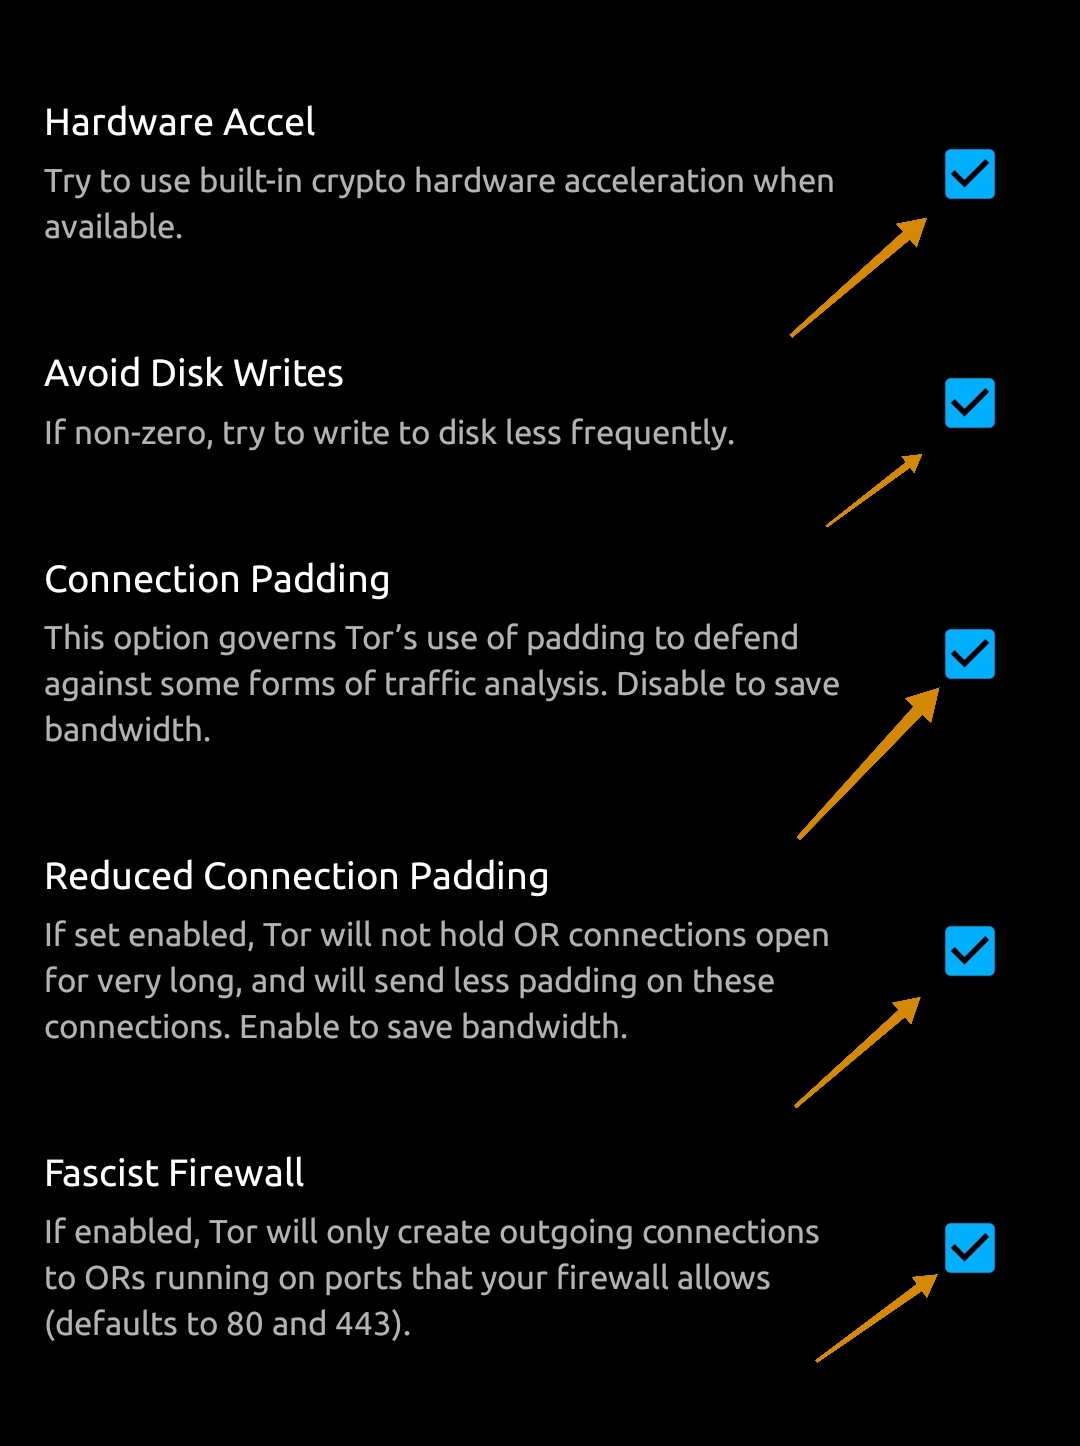 Hardware Accel
Try to use built-in crypto hardware acceleration when
available.
Avoid Disk Writes
If non-zero, try to write to disk less frequently.
Connection Padding
This option governs Tor’s use of padding to defend
against some forms of traffic analysis. Disable to save
bandwidth.
Reduced Connection Padding
If set enabled, Tor will not hold OR connections open
for very long, and will send less padding on these
connections. Enable to save bandwidth.
Fascist Firewall
If enabled, Tor will only create outgoing connections
to ORs running on ports that your firewall allows
(defaults to 80 and 443).